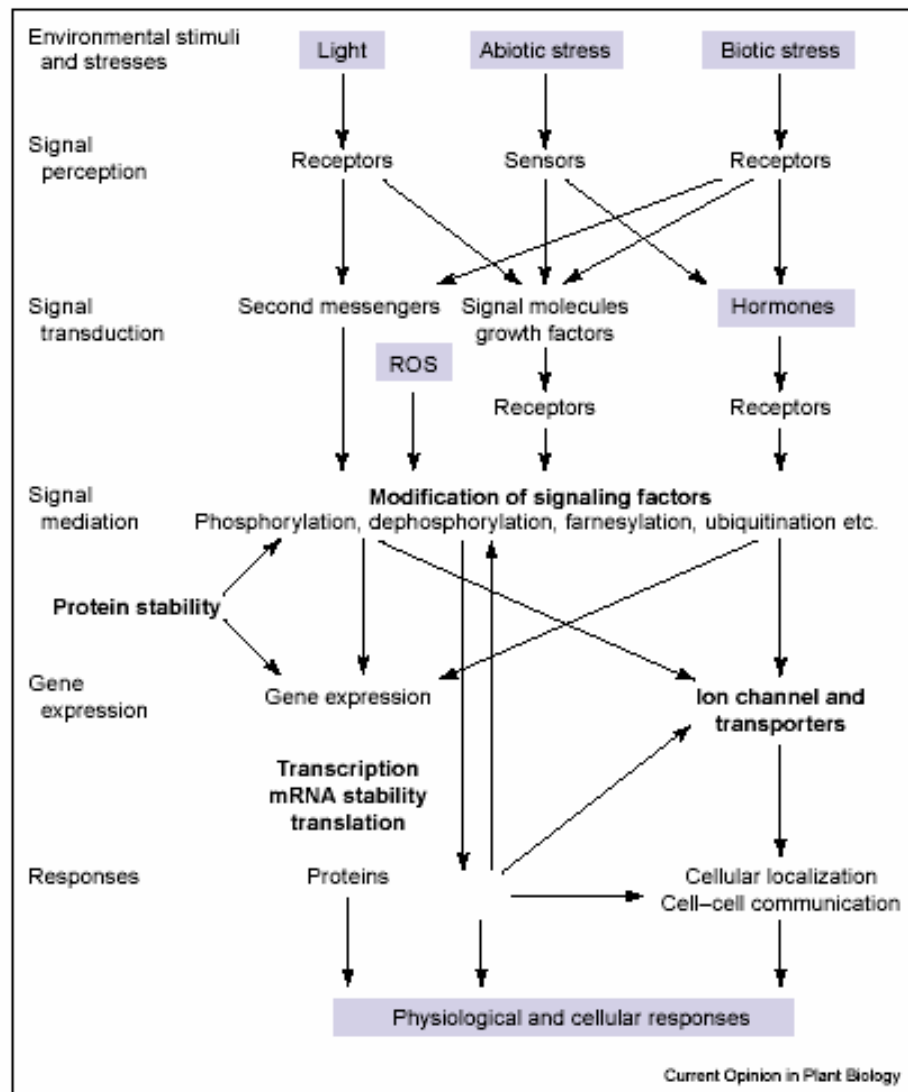 Environmental stimuli
and stresses
Light
Abiotic stress
Biotic stress
Signal
perception
Receptors
Sensors
Receptors
Signal
transduction
Second messengers
Signal molecules
growth factors
Hormones
ROS
Receptors
Receptors
Signal
mediation
Modification of signaling factors
Phosphorylation, dephosphorylation, farnesylation, ubiquitination etc.
Protein stability
Gene
expression
Gene expression
Ion channel and
transporters
Transcription
mRNA stability
translation
Responses
Proteins
Cellular localization
Cell–cell communication
Physiological and cellular responses
Current Opinion in Plant Biology